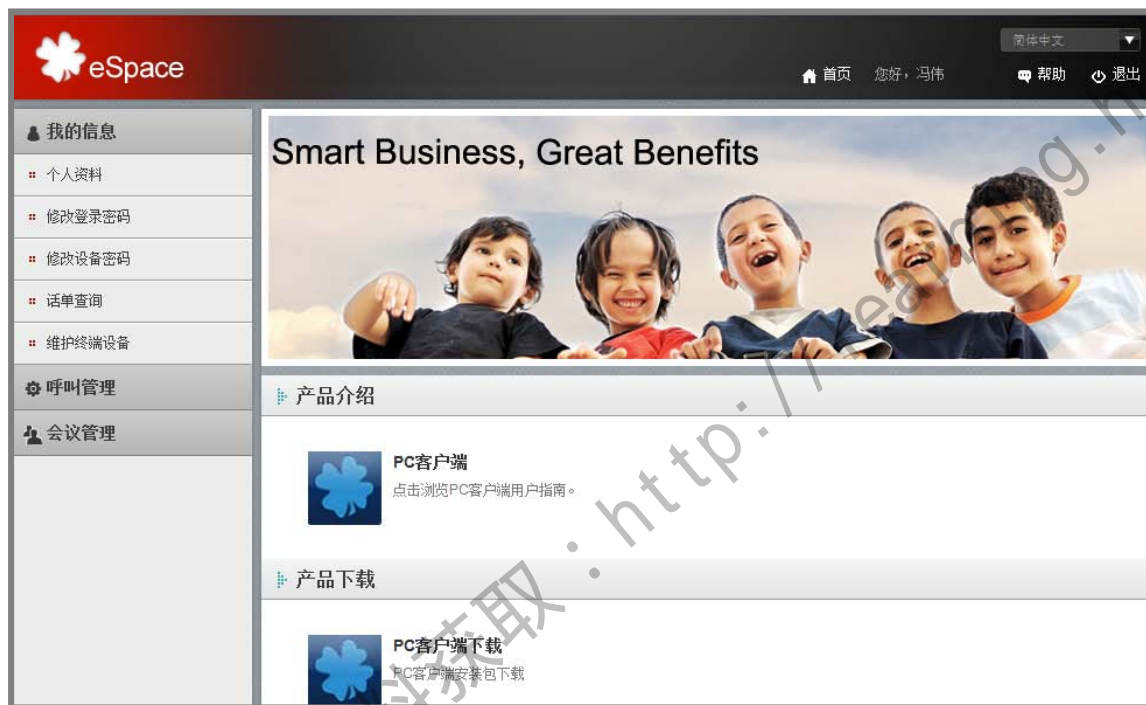 eSpace
简体中文
首页 您好，冯伟 帮助 退出
我的信息
个人资料
修改登录密码
修改设备密码
话单查询
维护终端设备
呼叫管理
会议管理
Smart Business, Great Benefits
产品介绍
PC客户端
点击浏览PC客户端用户指南。
产品下载
PC客户端下载
PC客户端安装包下载
获取：http://learning.